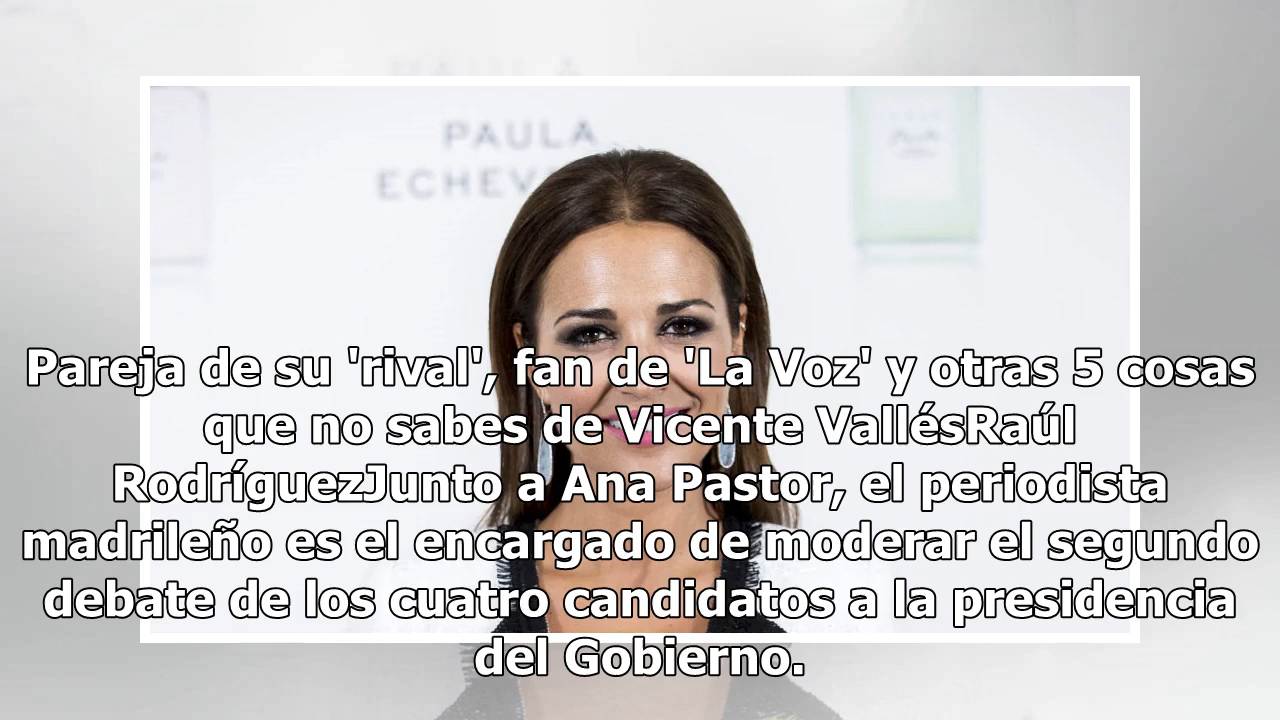 PAULA
ECHEV
Pareja de su 'rival', fan de 'La Voz' y otras 5 cosas
que no sabes de Vicente VallésRaúl
RodríguezJunto a Ana Pastor, el periodista
madrileño es el encargado de moderar el segundo
debate de los cuatro candidatos a la presidencia
del Gobierno.